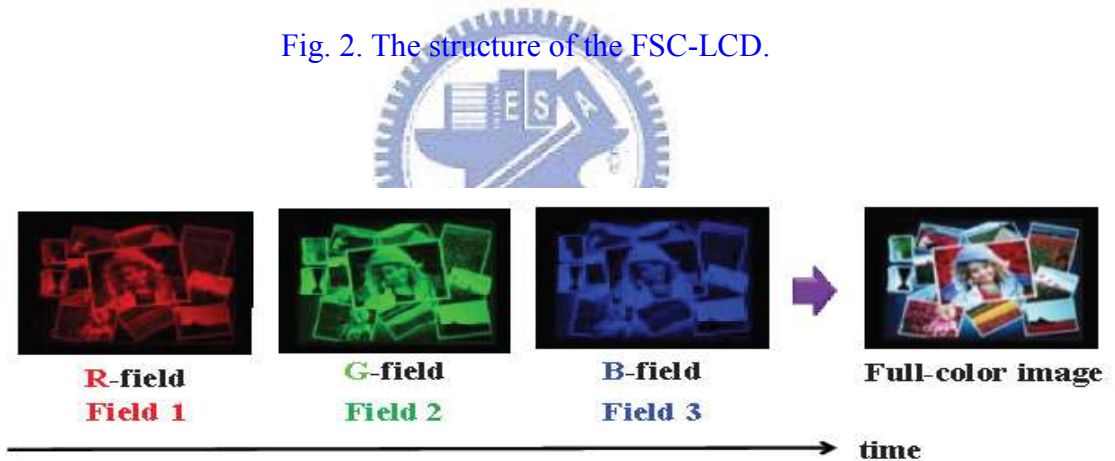 Fig. 2. The structure of the FSC-LCD.
E S A
R-field G-field B-field Full-color image
Field 1 Field 2 Field 3
time